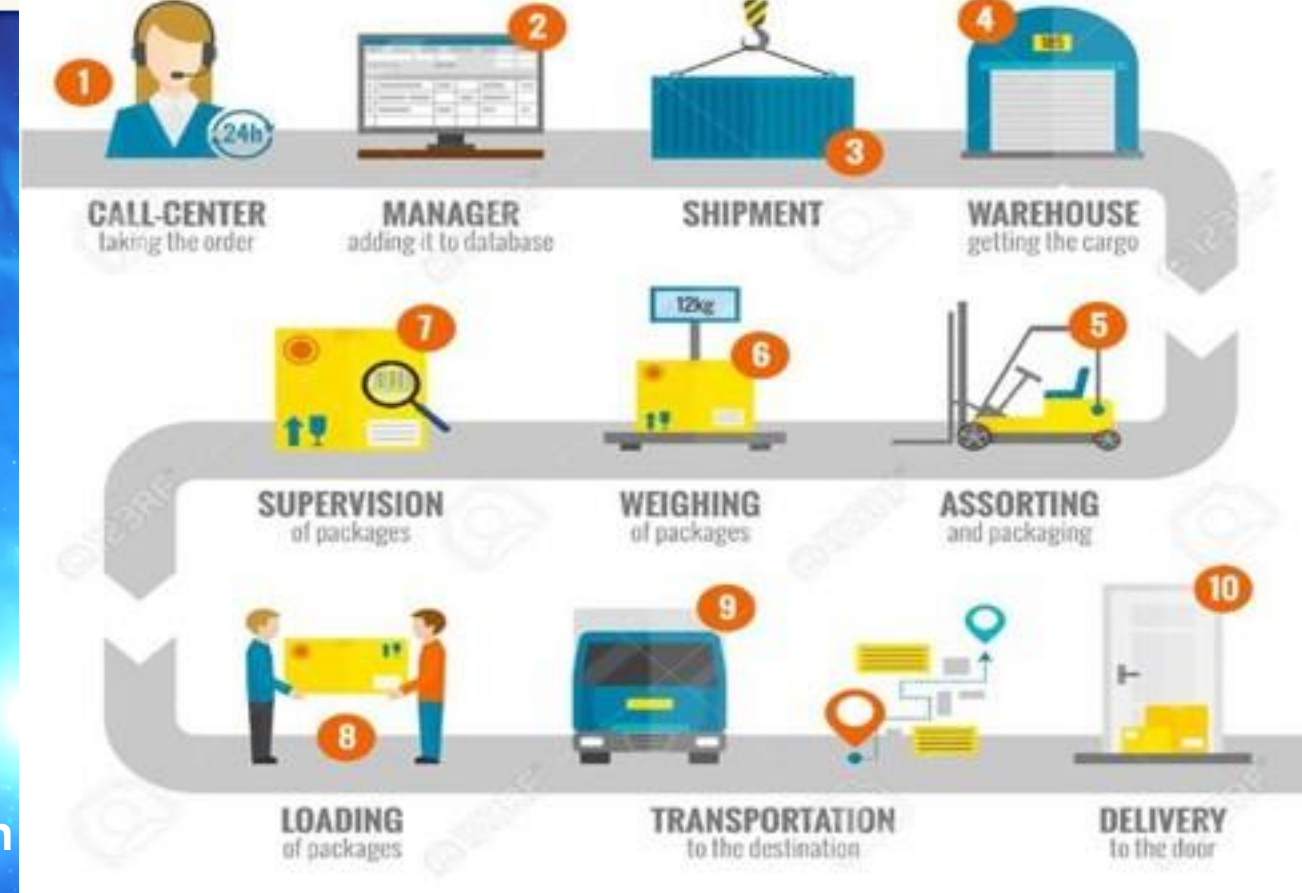 1
2
3
4
24h
185
CALL-CENTER
taking the order
MANAGER
adding it to database
SHIPMENT
WAREHOUSE
getting the cargo
7
12kg
6
5
SUPERVISION
of packages
WEIGHING
of packages
ASSORTING
and packaging
8
9
10
LOADING
of packages
TRANSPORTATION
to the destination
DELIVERY
to the door
n